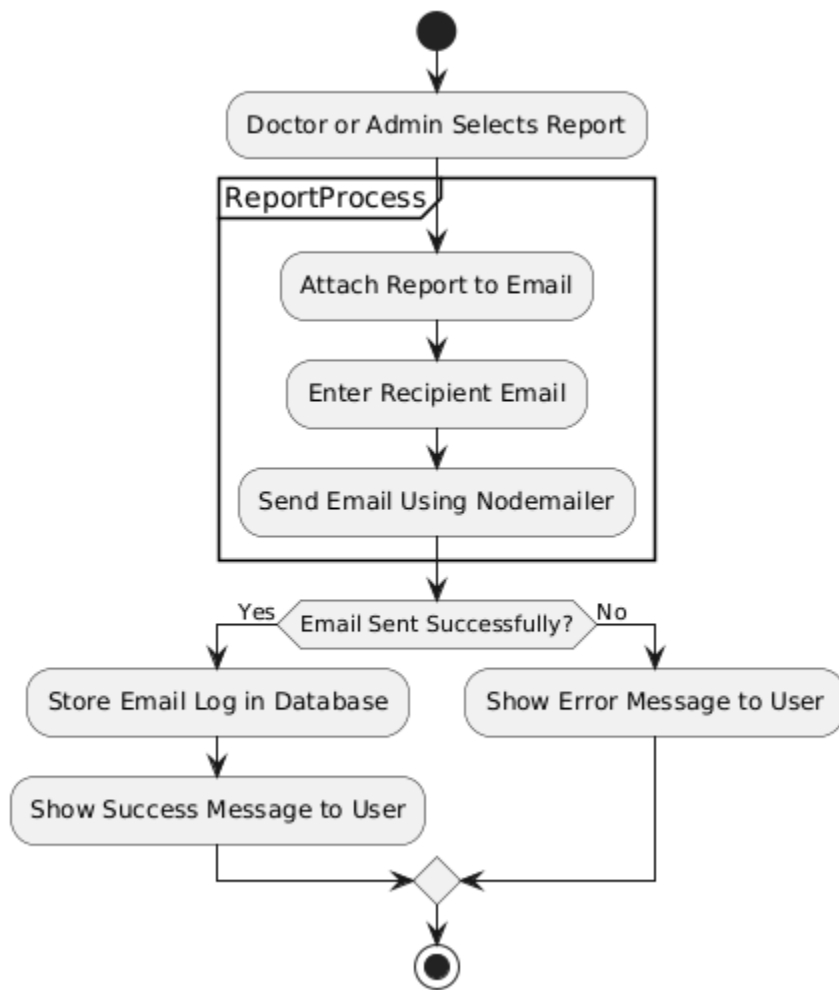 Doctor or Admin Selects Report
ReportProcess
Attach Report to Email
Enter Recipient Email
Send Email Using Nodemailer
Yes
Email Sent Successfully?
No
Store Email Log in Database
Show Error Message to User
Show Success Message to User